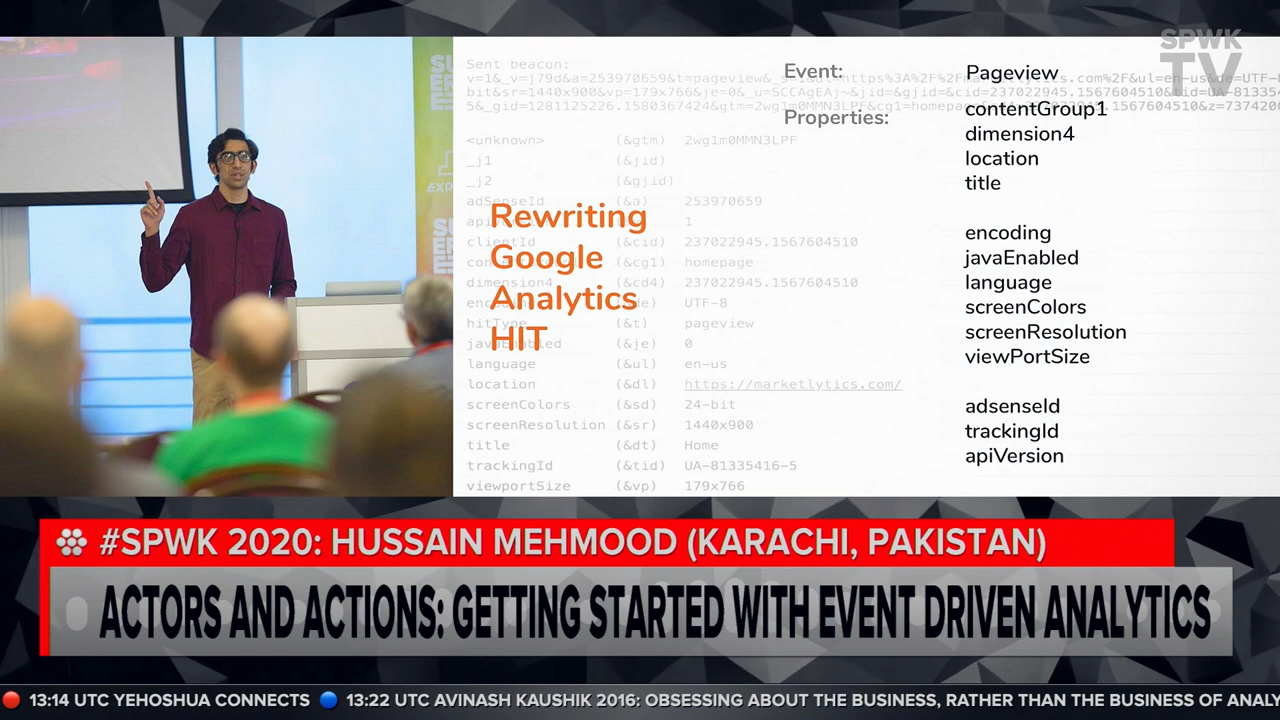 SPWK
TV
Sent beacon:
Event:
Pageview
Properties:
contentGroup1
dimension4
location
title
encoding
javaEnabled
language
screenColors
screenResolution
viewPortSize
adsenseId
trackingId
apiVersion
Rewriting
Google
Analytics
HIT
<unknown> (&gtm) 2wg1m0MMN3LPF
_j1 (&jid)
_j2 (&gjid)
adSenseId (&a) 253970659
1
clientId (&cid) 237022945.1567604510
(&cg1) homepage
dimension4 (&cd4) 237022945.1567604510
UTF-8
hitType (&t) pageview
javaEnabled (&je) 0
language (&ul) en-us
location (&dl) https://marketlytics.com/
screenColors (&sd) 24-bit
screenResolution (&sr) 1440x900
title (&dt) Home
trackingId (&tid) UA-81335416-5
viewportSize (&vp) 179x766
#SPWK 2020: HUSSAIN MEHMOOD (KARACHI, PAKISTAN)
ACTORS AND ACTIONS: GETTING STARTED WITH EVENT DRIVEN ANALYTICS
13:14 UTC YEHOSHUA CONNECTS 13:22 UTC AVINASH KAUSHIK 2016: OBSESSING ABOUT THE BUSINESS, RATHER THAN THE BUSINESS OF ANALY